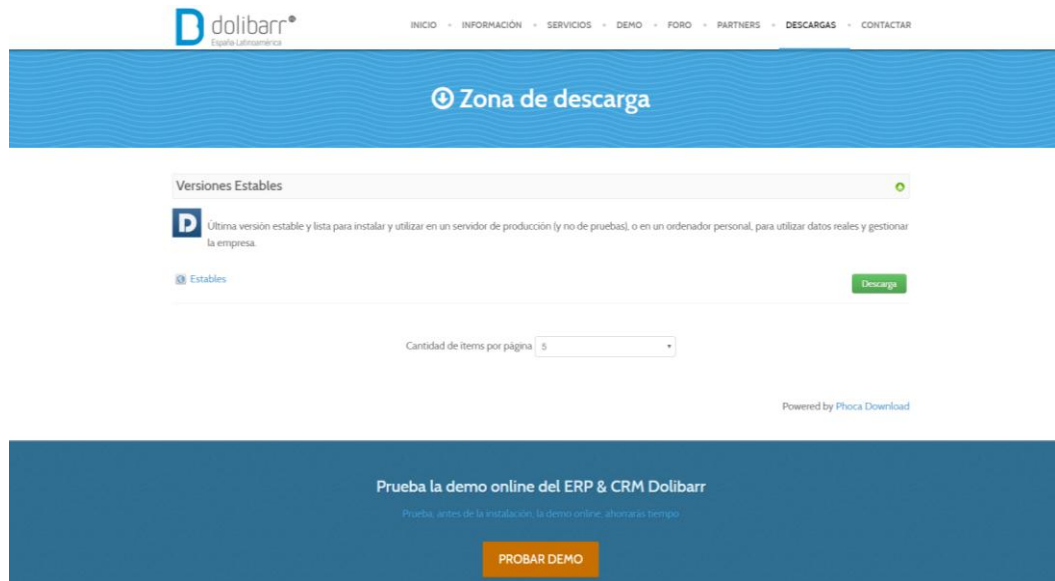 dolibarr®
España-Latinoamérica
INICIO INFORMACIÓN SERVICIOS DEMO FORO PARTNERS DESCARGAS CONTACTAR
Zona de descarga
Versiones Estables
Última versión estable y lista para instalar y utilizar en un servidor de producción (y no de pruebas), o en un ordenador personal, para utilizar datos reales y gestionar
la empresa.
Estables
Descarga
Cantidad de ítems por página 5
Powered by Phoca Download
Prueba la demo online del ERP & CRM Dolibarr
Prueba, antes de la instalación, la demo online, ahorrarás tiempo
PROBAR DEMO